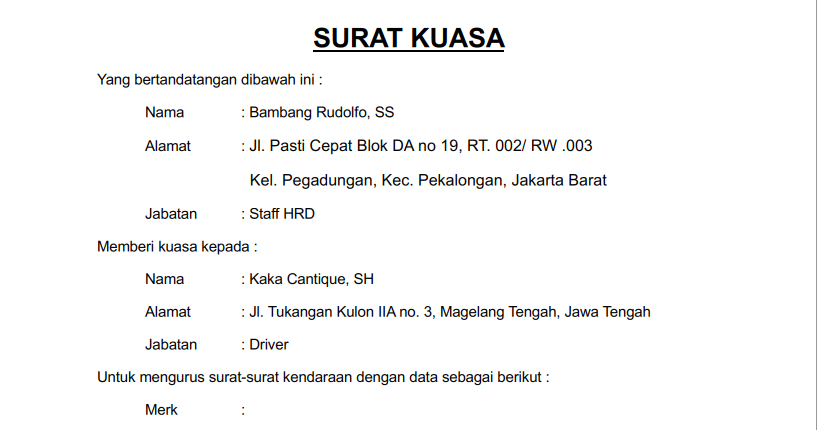 SURAT KUASA
Yang bertandatangan dibawah ini :
Nama : Bambang Rudolfo, SS
Alamat : Jl. Pasti Cepat Blok DA no 19, RT. 002/ RW .003
Kel. Pegadungan, Kec. Pekalongan, Jakarta Barat
Jabatan : Staff HRD
Memberi kuasa kepada :
Nama : Kaka Cantique, SH
Alamat : Jl. Tukangan Kulon IIA no. 3, Magelang Tengah, Jawa Tengah
Jabatan : Driver
Untuk mengurus surat-surat kendaraan dengan data sebagai berikut :
Merk :